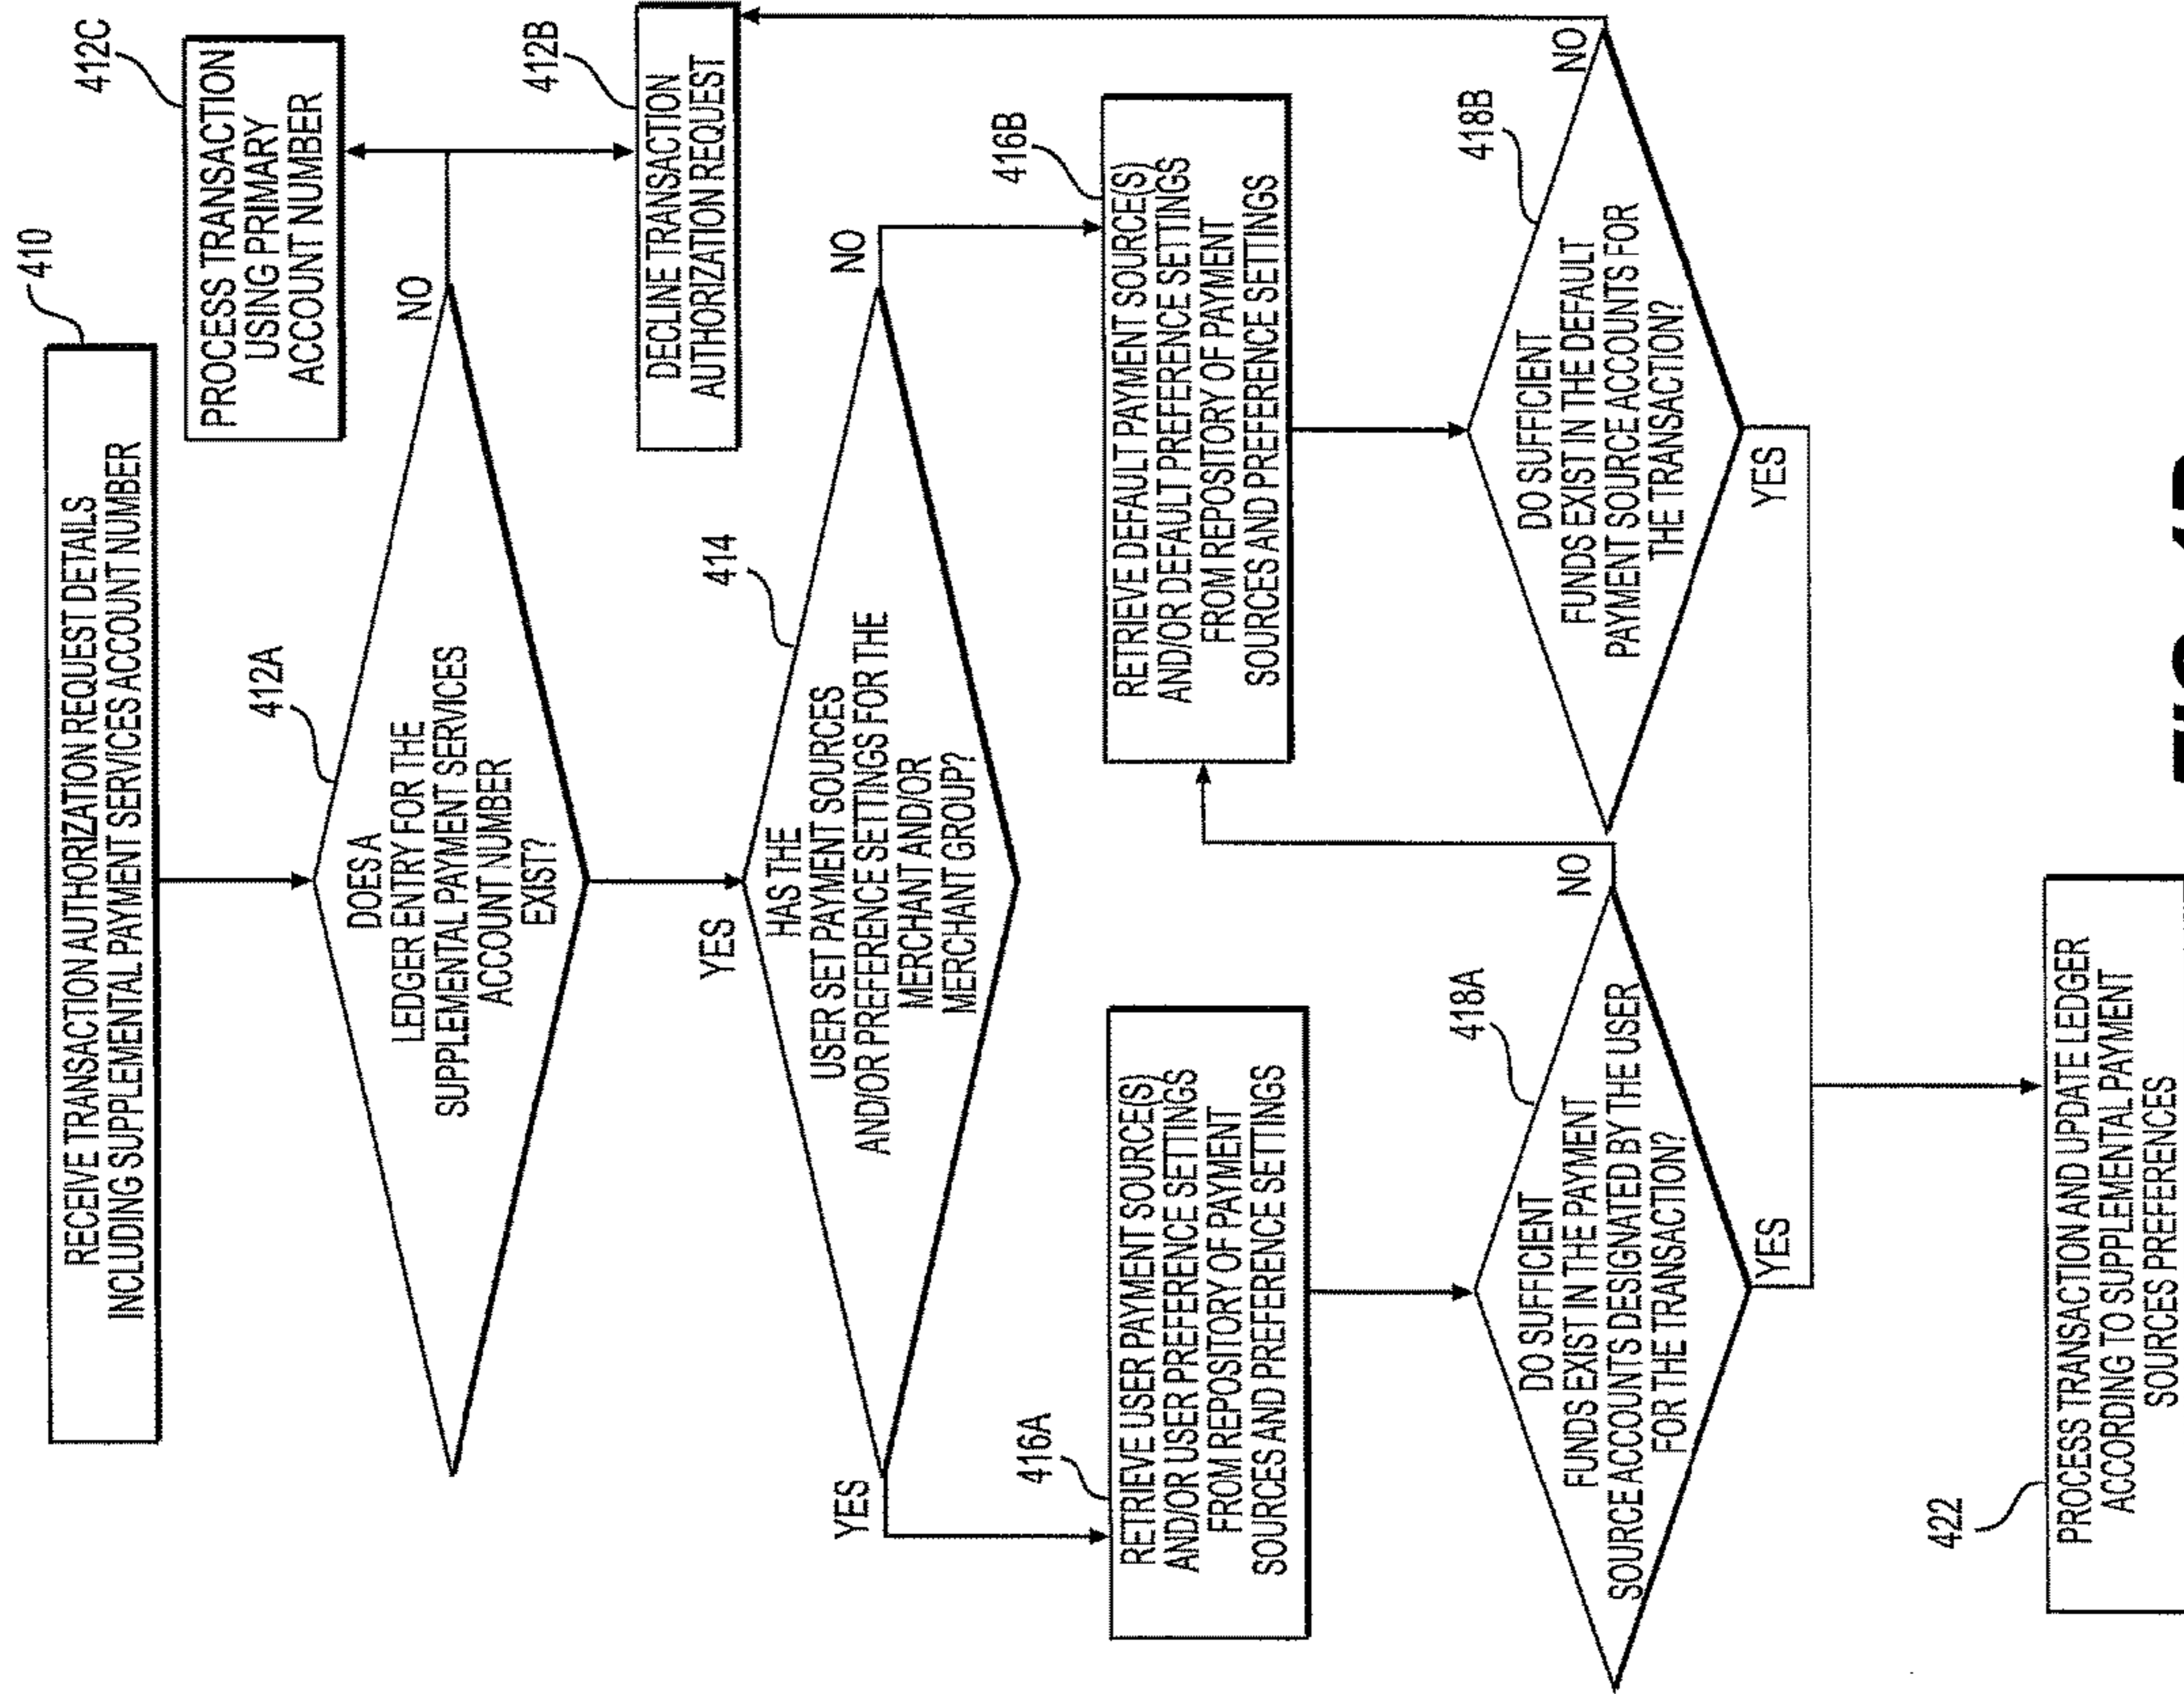 410
RECEIVE TRANSACTION AUTHORIZATION REQUEST DETAILS
INCLUDING SUPPLEMENTAL PAYMENT SERVICES ACCOUNT NUMBER
412C
PROCESS TRANSACTION
USING PRIMARY
ACCOUNT NUMBER
412A
DOES A
LEDGER ENTRY FOR THE
SUPPLEMENTAL PAYMENT SERVICES
ACCOUNT NUMBER
EXIST?
NO
412B
DECLINE TRANSACTION
AUTHORIZATION REQUEST
YES
414
HAS THE
USER SET PAYMENT SOURCES
AND/OR PREFERENCE SETTINGS FOR THE
MERCHANT AND/OR
MERCHANT GROUP?
YES
NO
416A
RETRIEVE USER PAYMENT SOURCE(S)
AND/OR USER PREFERENCE SETTINGS
FROM REPOSITORY OF PAYMENT
SOURCES AND PREFERENCE SETTINGS
416B
RETRIEVE DEFAULT PAYMENT SOURCE(S)
AND/OR DEFAULT PREFERENCE SETTINGS
FROM REPOSITORY OF PAYMENT
SOURCES AND PREFERENCE SETTINGS
418A
DO SUFFICIENT
FUNDS EXIST IN THE PAYMENT
SOURCE ACCOUNTS DESIGNATED BY THE USER
FOR THE TRANSACTION?
NO
YES
418B
DO SUFFICIENT
FUNDS EXIST IN THE DEFAULT
PAYMENT SOURCE ACCOUNTS FOR
THE TRANSACTION?
NO
YES
422
PROCESS TRANSACTION AND UPDATE LEDGER
ACCORDING TO SUPPLEMENTAL PAYMENT
SOURCES PREFERENCES